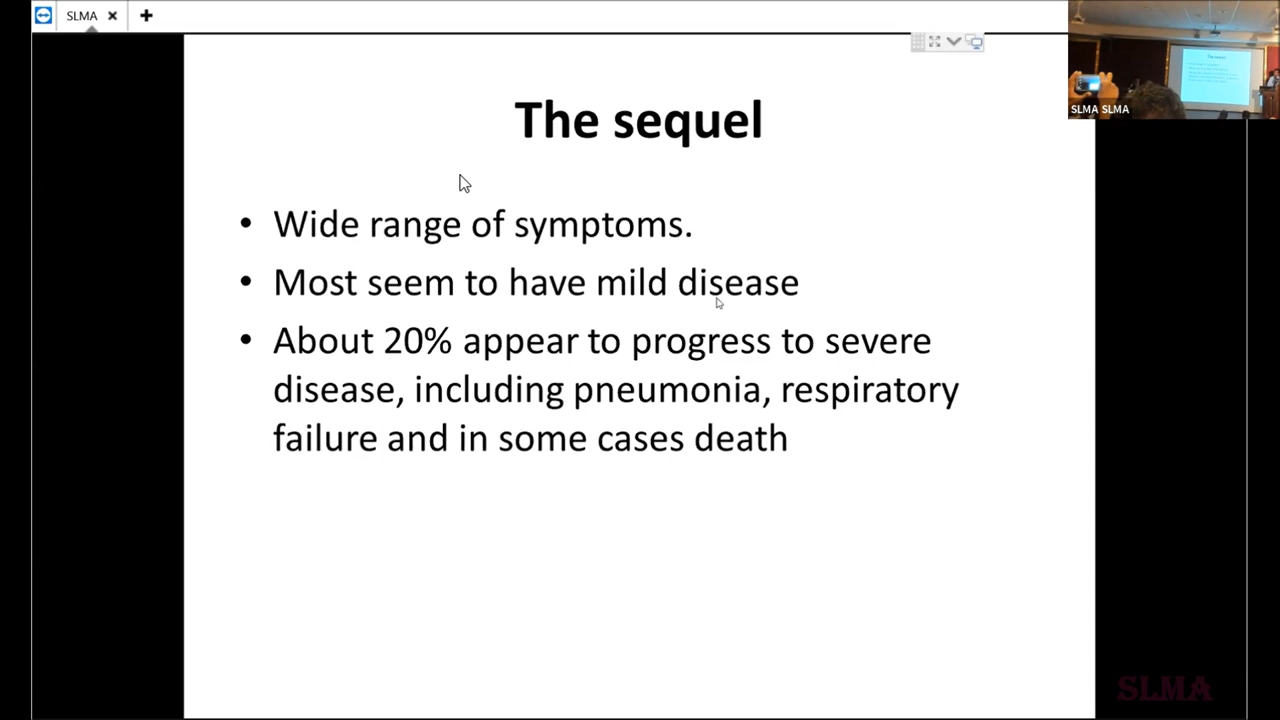 SLMA
The sequel
• Wide range of symptoms.
• Most seem to have mild disease
• About 20% appear to progress to severe
disease, including pneumonia, respiratory
failure and in some cases death
SLMA SLMA
SLMA